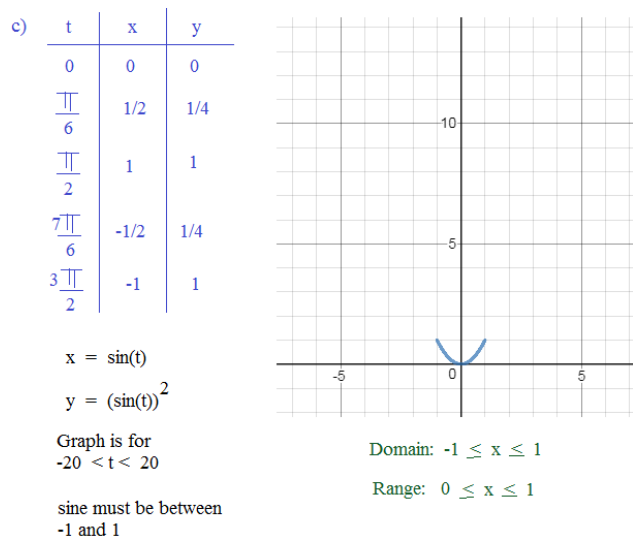 c) t x y
0 0 0
π/6 1/2 1/4
π/2 1 1
7π/6 -1/2 1/4
3π/2 -1 1
x = sin(t)
y = (sin(t))²
Graph is for
-20 < t < 20
sine must be between
-1 and 1
10
5
-5 0 5
Domain: -1 ≤ x ≤ 1
Range: 0 ≤ x ≤ 1